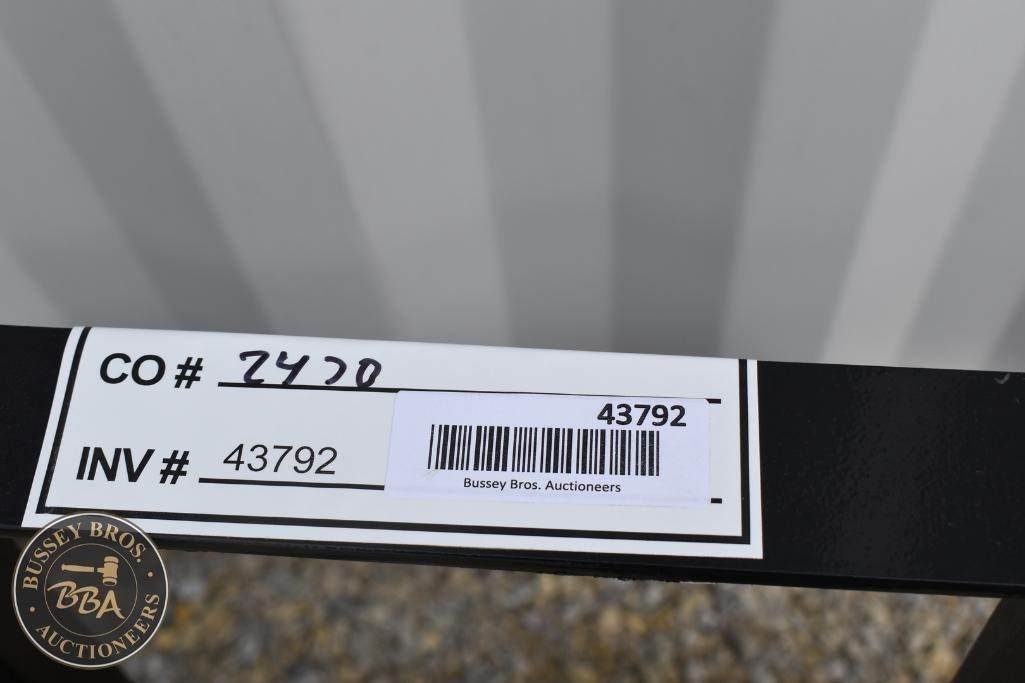 CO # 2470
INV # 43792
43792
Bussey Bros. Auctioneers
BUSSEY BROS.
BBA
AUCTIONEERS